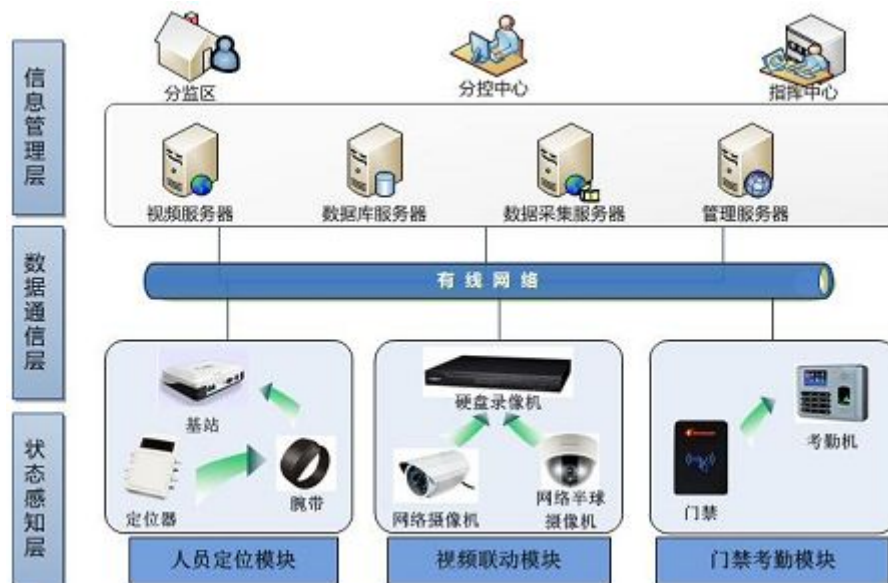 信息管理层
分监区
分控中心
指挥中心
视频服务器
数据库服务器
数据采集服务器
管理服务器
数据通信层
有线网络
状态感知层
基站
定位器
腕带
人员定位模块
硬盘录像机
网络摄像机
网络半球
摄像机
视频联动模块
考勤机
门禁
门禁考勤模块